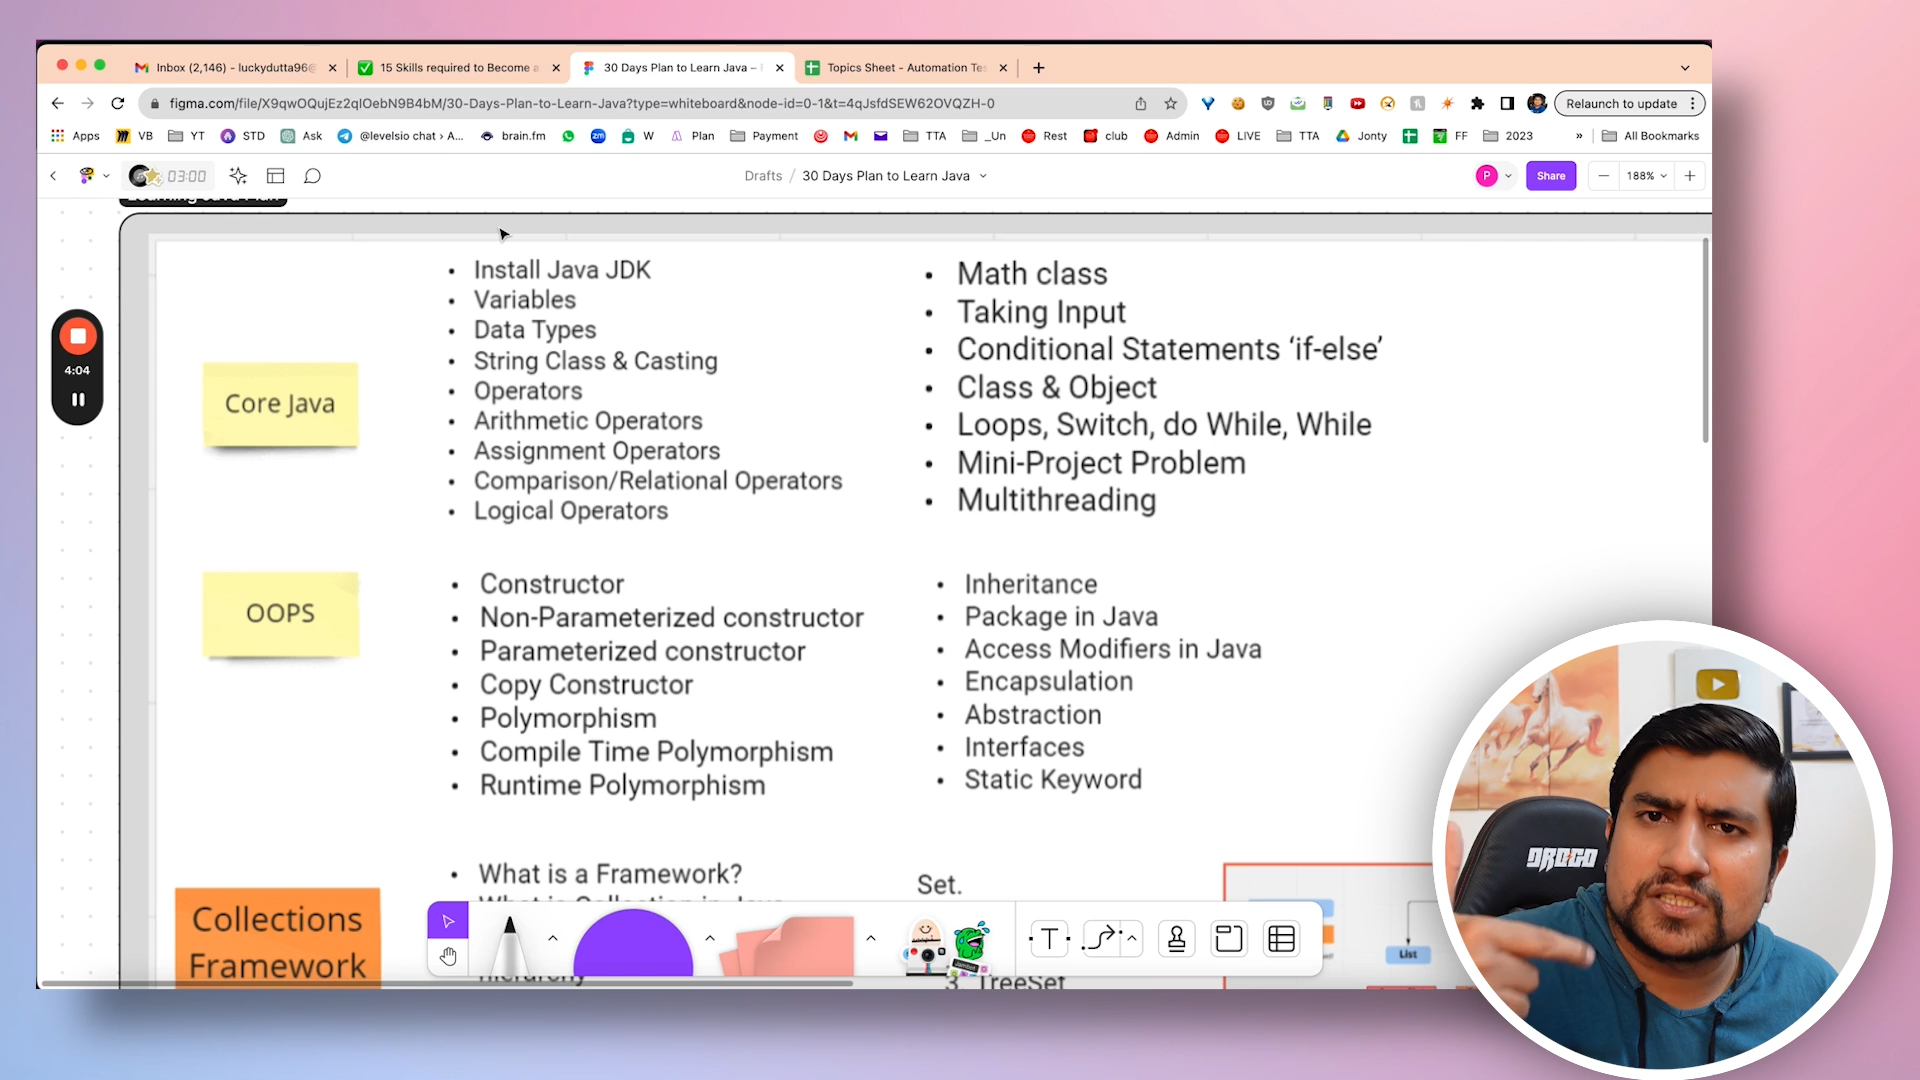 Inbox (2,146) - luckydutta96@
15 Skills required to Become a
30 Days Plan to Learn Java –
Topics Sheet - Automation Tes
figma.com/file/X9qwOQujEz2qlOebN9B4bM/30-Days-Plan-to-Learn-Java?type=whiteboard&node-id=0-1&t=4qJsfdSEW62OVQZH-0
Relaunch to update
Apps
VB
YT
STD
Ask
@levelsio chat › A...
brain.fm
W
Plan
Payment
TTA
_Un
Rest
club
Admin
LIVE
TTA
Jonty
FF
2023
»
All Bookmarks
03:00
Drafts / 30 Days Plan to Learn Java
P
Share
188%
4:04
Core Java
• Install Java JDK
• Variables
• Data Types
• String Class & Casting
• Operators
• Arithmetic Operators
• Assignment Operators
• Comparison/Relational Operators
• Logical Operators
• Math class
• Taking Input
• Conditional Statements ‘if-else’
• Class & Object
• Loops, Switch, do While, While
• Mini-Project Problem
• Multithreading
OOPS
• Constructor
• Non-Parameterized constructor
• Parameterized constructor
• Copy Constructor
• Polymorphism
• Compile Time Polymorphism
• Runtime Polymorphism
• Inheritance
• Package in Java
• Access Modifiers in Java
• Encapsulation
• Abstraction
• Interfaces
• Static Keyword
Collections
Framework
• What is a Framework?
Set.
3. TreeSet
List
DROGO